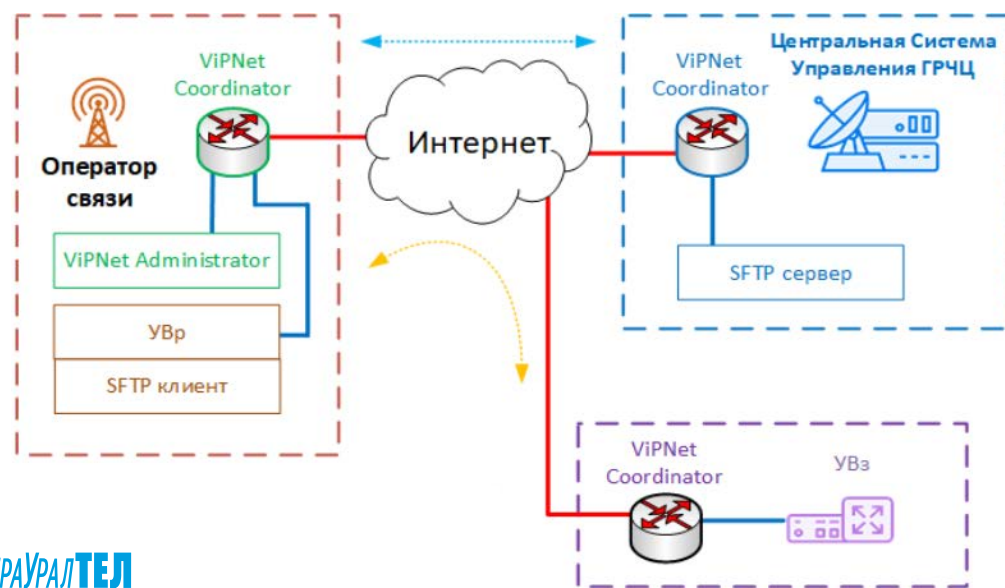 ViPNet
Coordinator
Оператор
связи
ViPNet Administrator
УВр
SFTP клиент
Интернет
ViPNet
Coordinator
Центральная Система
Управления ГРЧЦ
SFTP сервер
ViPNet
Coordinator
УВз
РАУРАЛТЕЛ